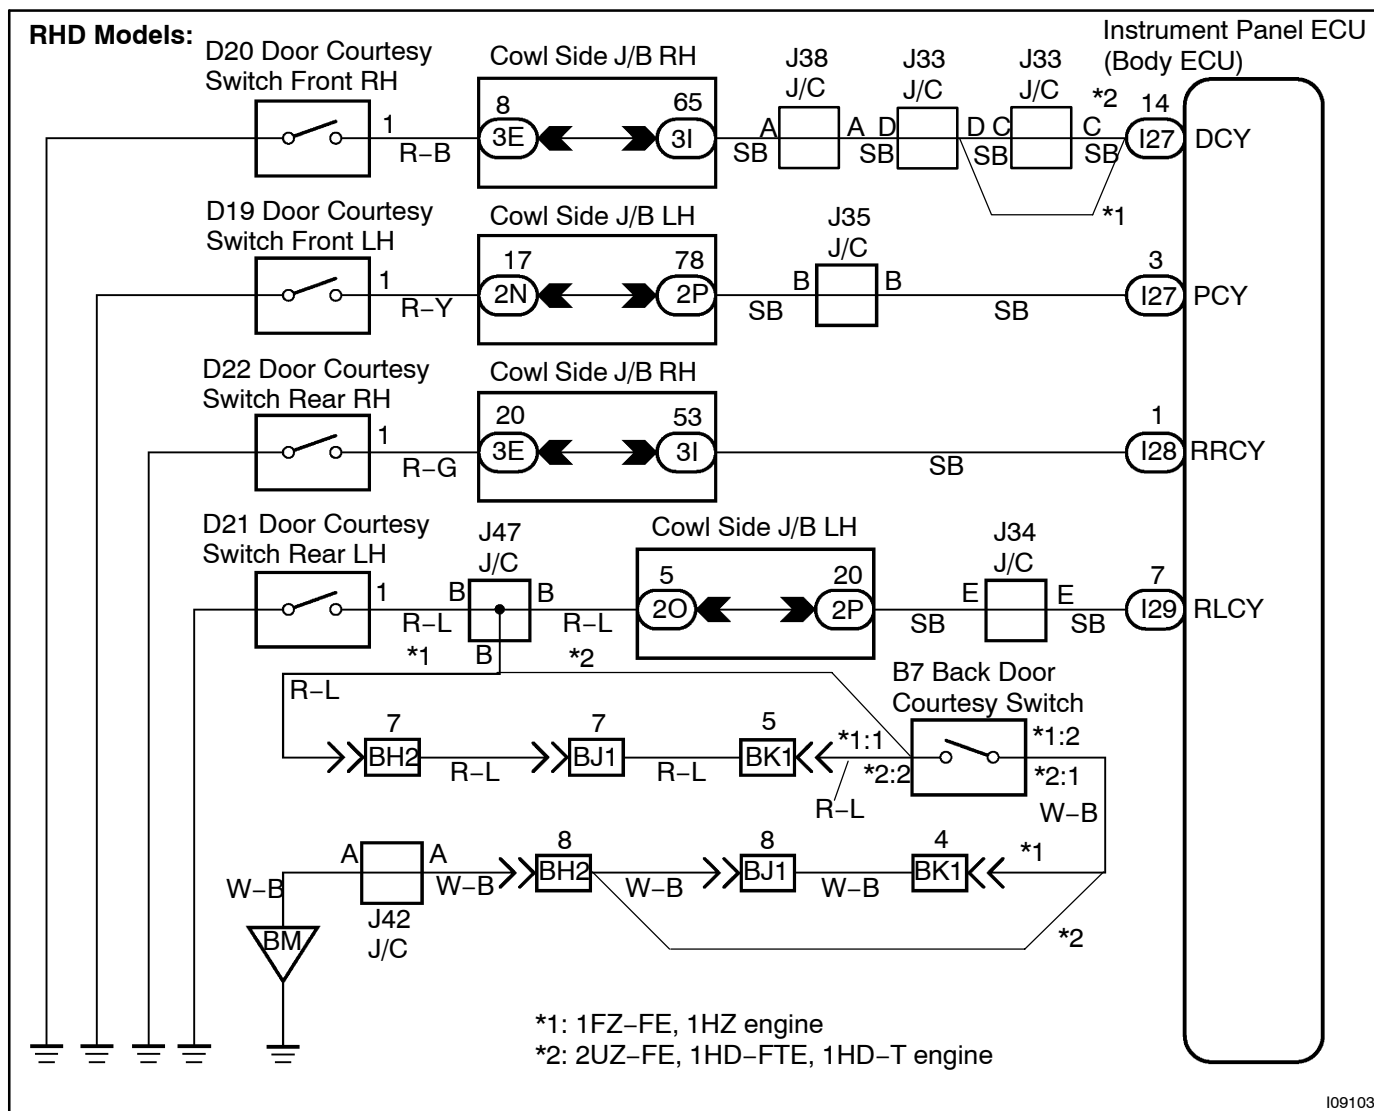 RHD Models:
D20 Door Courtesy
Switch Front RH
Cowl Side J/B RH
J38
J/C
J33
J/C
J33
J/C
Instrument Panel ECU
(Body ECU)
*2
1
R−B
8
3E
65
3I
SB
A
A
SB
D
D
SB
C
C
SB
14
I27
DCY
*1
D19 Door Courtesy
Switch Front LH
Cowl Side J/B LH
J35
J/C
1
R−Y
17
2N
78
2P
SB
B
B
SB
3
I27
PCY
D22 Door Courtesy
Switch Rear RH
Cowl Side J/B RH
1
R−G
20
3E
53
3I
SB
1
I28
RRCY
D21 Door Courtesy
Switch Rear LH
J47
J/C
Cowl Side J/B LH
J34
J/C
1
R−L
B
B
B
R−L
5
2O
20
2P
SB
E
E
SB
7
I29
RLCY
*1
*2
B7 Back Door
Courtesy Switch
R−L
7
BH2
R−L
7
BJ1
R−L
5
BK1
*1:1
*2:2
R−L
*1:2
*2:1
W−B
W−B
A
A
J42
J/C
W−B
8
BH2
W−B
8
BJ1
W−B
4
BK1
*1
*2
BM
*1: 1FZ−FE, 1HZ engine
*2: 2UZ−FE, 1HD−FTE, 1HD−T engine
I09103